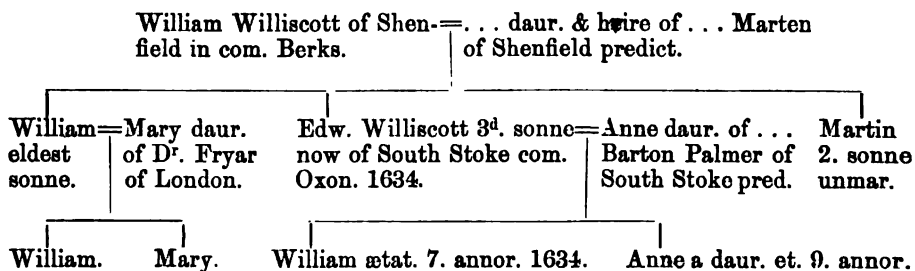 William Williscott of Shen-=... daur. & heire of ... Marten
field in com. Berks. of Shenfield predict.
William=Mary daur. Edw. Williscott 3d. sonne=Anne daur. of ... Martin
eldest of Dr. Fryar now of South Stoke com. Barton Palmer of 2. sonne
sonne. of London. Oxon. 1634. South Stoke pred. unmar.
William. Mary. William ætat. 7. annor. 1634. Anne a daur. et. 9. annor.